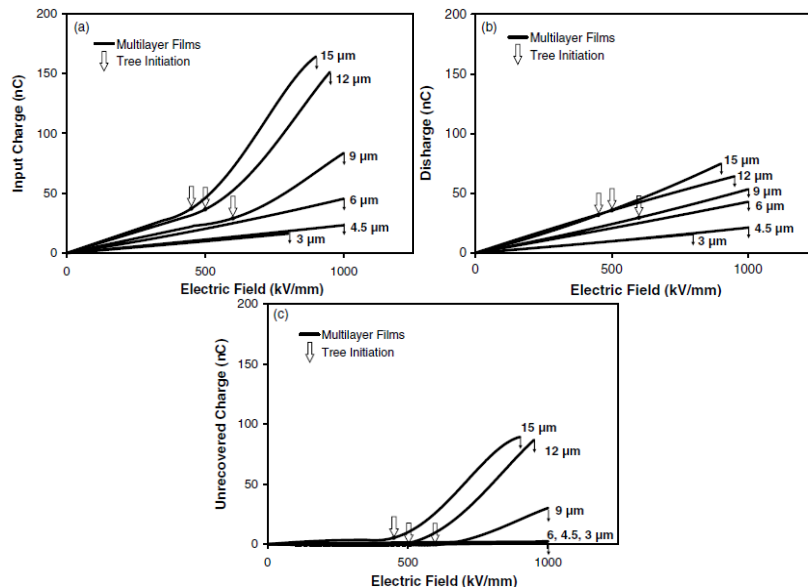 (a)
Multilayer Films
Tree Initiation
200
150
100
50
0
Input Charge (nC)
15 µm
12 µm
9 µm
6 µm
4.5 µm
3 µm
0 500 1000
Electric Field (kV/mm)
(b)
Multilayer Films
Tree Initiation
200
150
100
50
0
Disharge (nC)
15 µm
12 µm
9 µm
6 µm
4.5 µm
3 µm
0 500 1000
Electric Field (kV/mm)
(c)
Multilayer Films
Tree Initiation
200
150
100
50
0
Unrecovered Charge (nC)
15 µm
12 µm
9 µm
6, 4.5, 3 µm
0 500 1000
Electric Field (kV/mm)